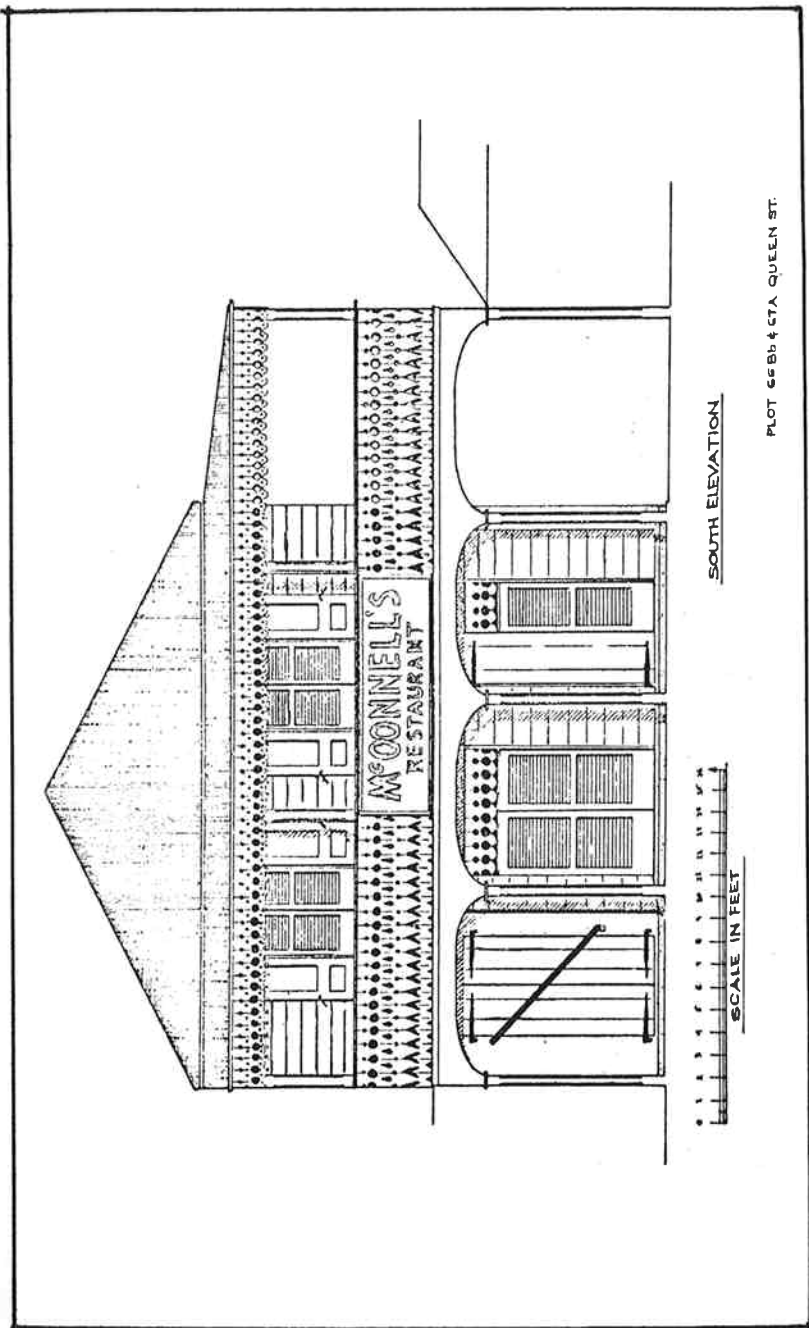 McCONNELL'S
RESTAURANT
SOUTH ELEVATION
SCALE IN FEET
PLOT 66Bb & 67A QUEEN ST.